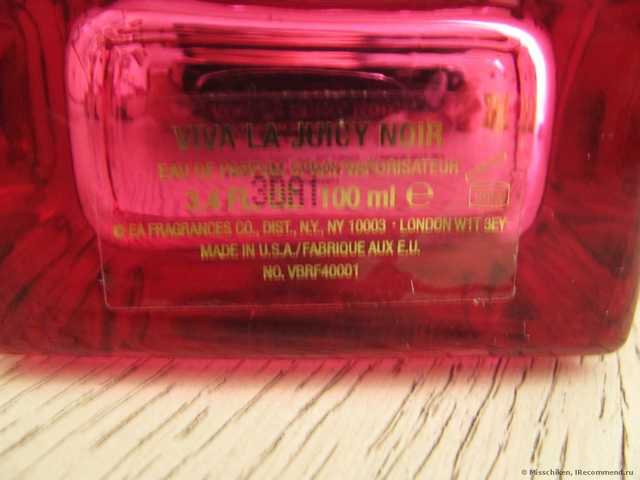 VIVA LA JUICY NOIR
EAU DE PARFUM SPRAY VAPORISATEUR
3.4 FL 3DA1 100 ml ℮
© EA FRAGRANCES CO., DIST., N.Y., NY 10003 · LONDON W1T 3EY
MADE IN U.S.A./FABRIQUE AUX E.U.
NO. VBRF40001
© Misschiken, IRecommend.ru